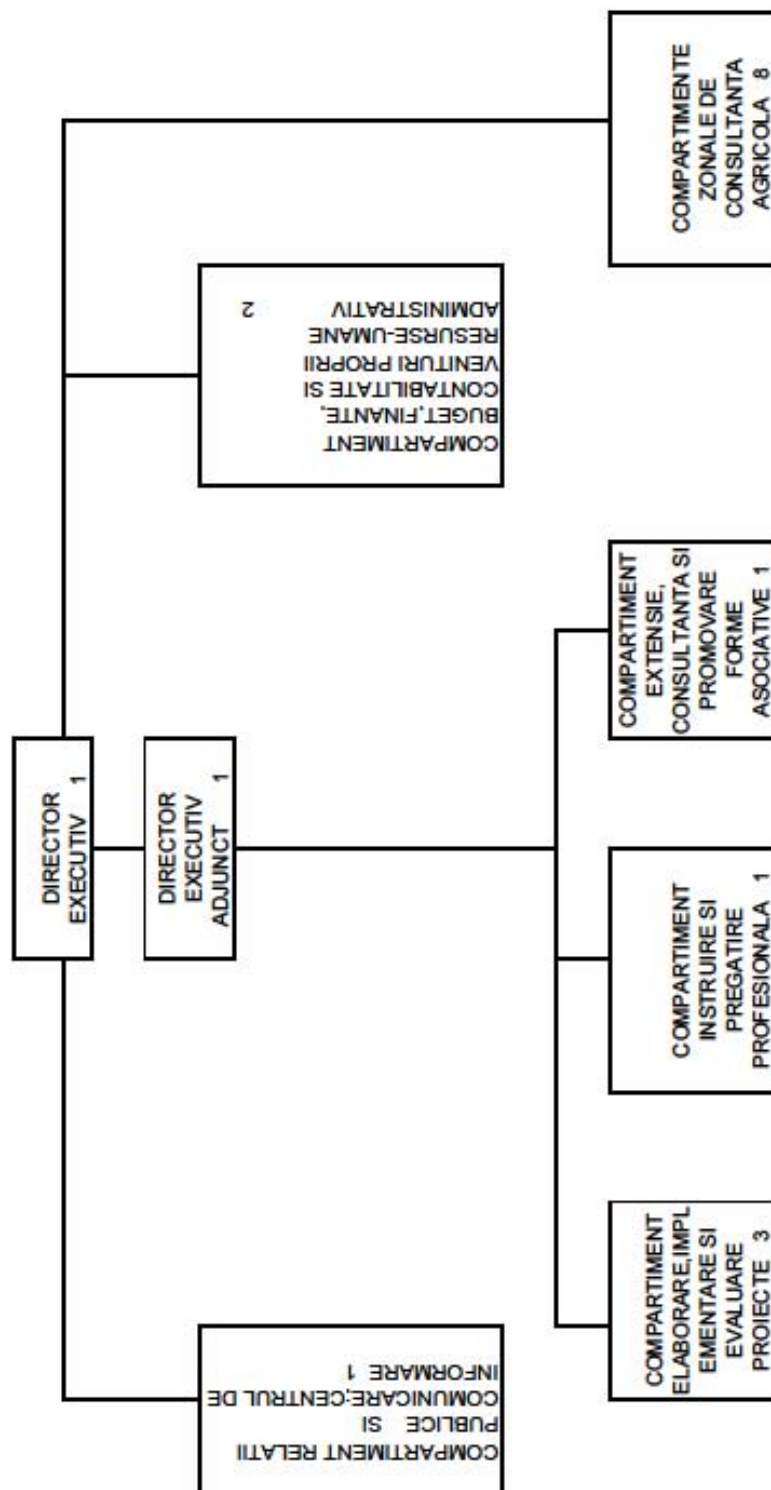 DIRECTOR
EXECUTIV 1
DIRECTOR
EXECUTIV
ADJUNCT 1
COMPARTIMENT RELATII
PUBLICE SI
COMUNICARE;CENTRUL DE
INFORMARE 1
COMPARTIMENT
BUGET,FINANTE,
CONTABILITATE SI
VENITURI PROPRII
RESURSE-UMANE
ADMINISTRATIV 2
COMPARTIMENT
ELABORARE,IMPL
EMENTARE SI
EVALUARE
PROIECTE 3
COMPARTIMENT
INSTRUIRE SI
PREGATIRE
PROFESIONALA 1
COMPARTIMENT
EXTENSIE,
CONSULTANTA SI
PROMOVARE
FORME
ASOCIATIVE 1
COMPARTIMENTE
ZONALE DE
CONSULTANTA
AGRICOLA 8